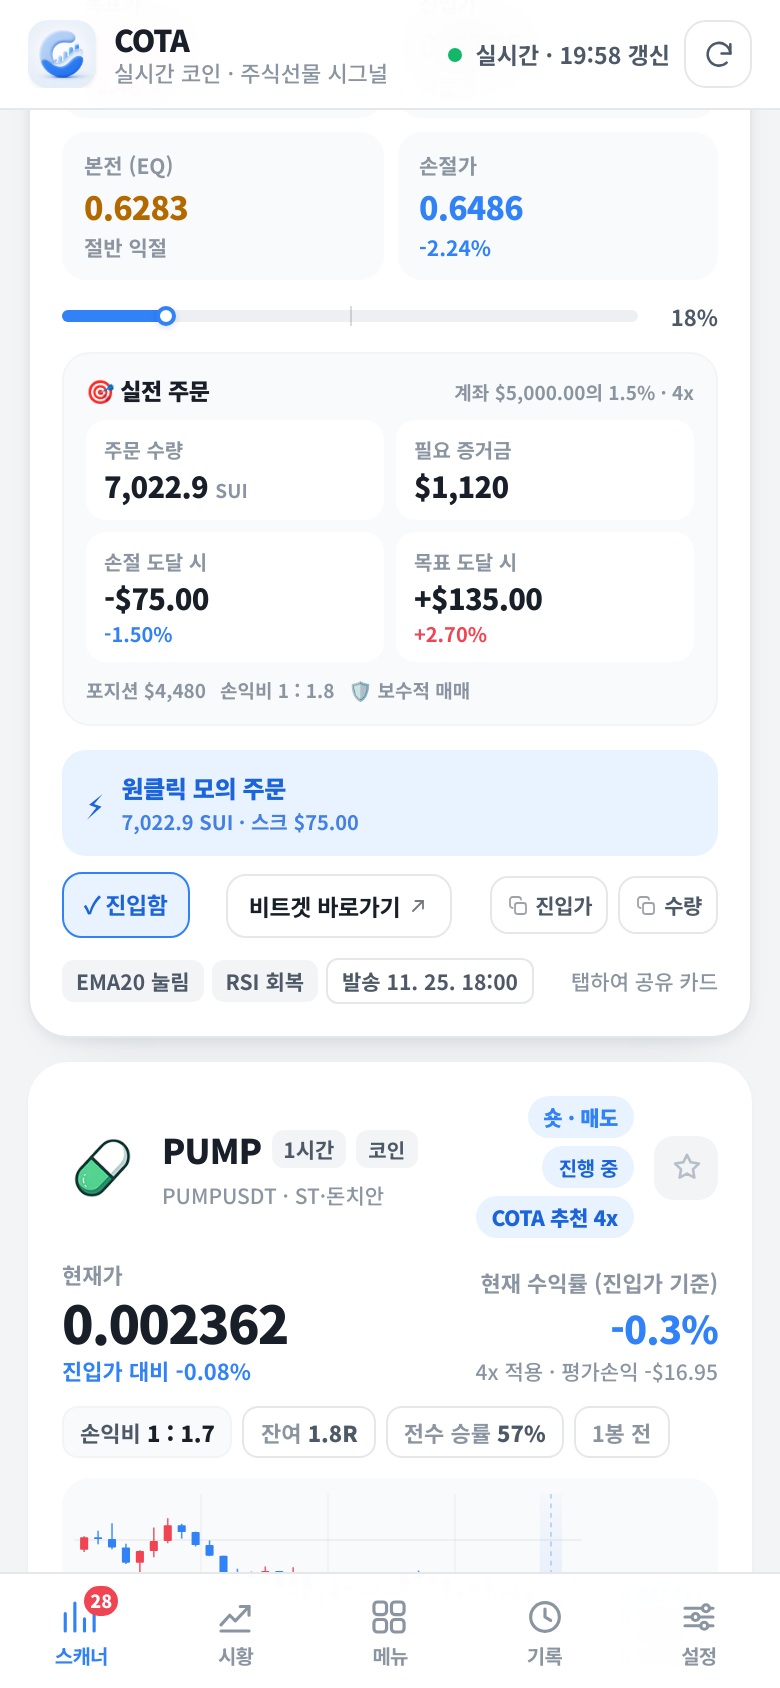 COTA
실시간 코인 · 주식선물 시그널
실시간 · 19:58 갱신
본전 (EQ)
0.6283
절반 익절
손절가
0.6486
-2.24%
18%
실전 주문
계좌 $5,000.00의 1.5% · 4x
주문 수량
7,022.9 SUI
필요 증거금
$1,120
손절 도달 시
-$75.00
-1.50%
목표 도달 시
+$135.00
+2.70%
포지션 $4,480 손익비 1 : 1.8 보수적 매매
원클릭 모의 주문
7,022.9 SUI · 스크 $75.00
✓ 진입함
비트겟 바로가기 ↗
진입가
수량
EMA20 눌림
RSI 회복
발송 11. 25. 18:00
탭하여 공유 카드
PUMP 1시간 코인
PUMPUSDT · ST·돈치안
숏 · 매도
진행 중
COTA 추천 4x
현재가
0.002362
진입가 대비 -0.08%
현재 수익률 (진입가 기준)
-0.3%
4x 적용 · 평가손익 -$16.95
손익비 1 : 1.7
잔여 1.8R
전수 승률 57%
1봉 전
28
스캐너
시황
메뉴
기록
설정